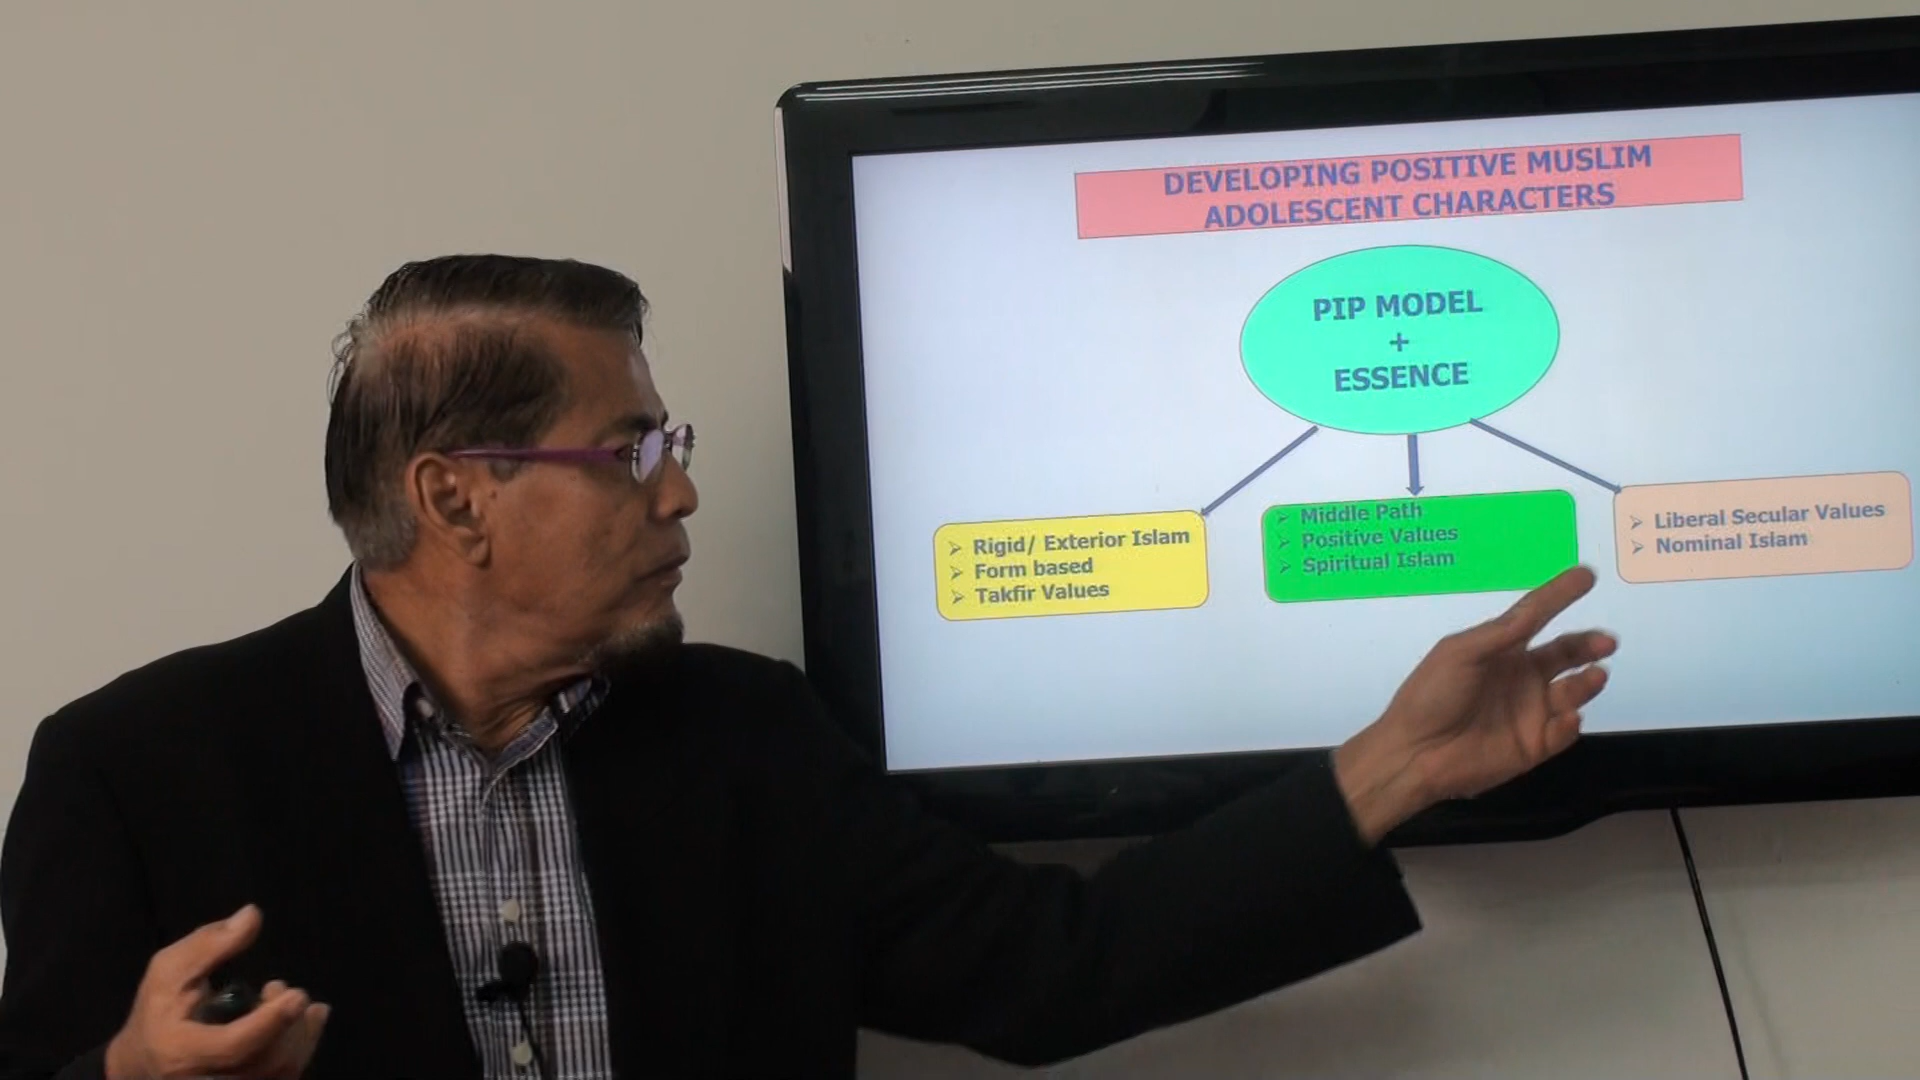 DEVELOPING POSITIVE MUSLIM
ADOLESCENT CHARACTERS
PIP MODEL
+
ESSENCE
Rigid/ Exterior Islam
Form based
Takfir Values
Middle Path
Positive Values
Spiritual Islam
Liberal Secular Values
Nominal Islam